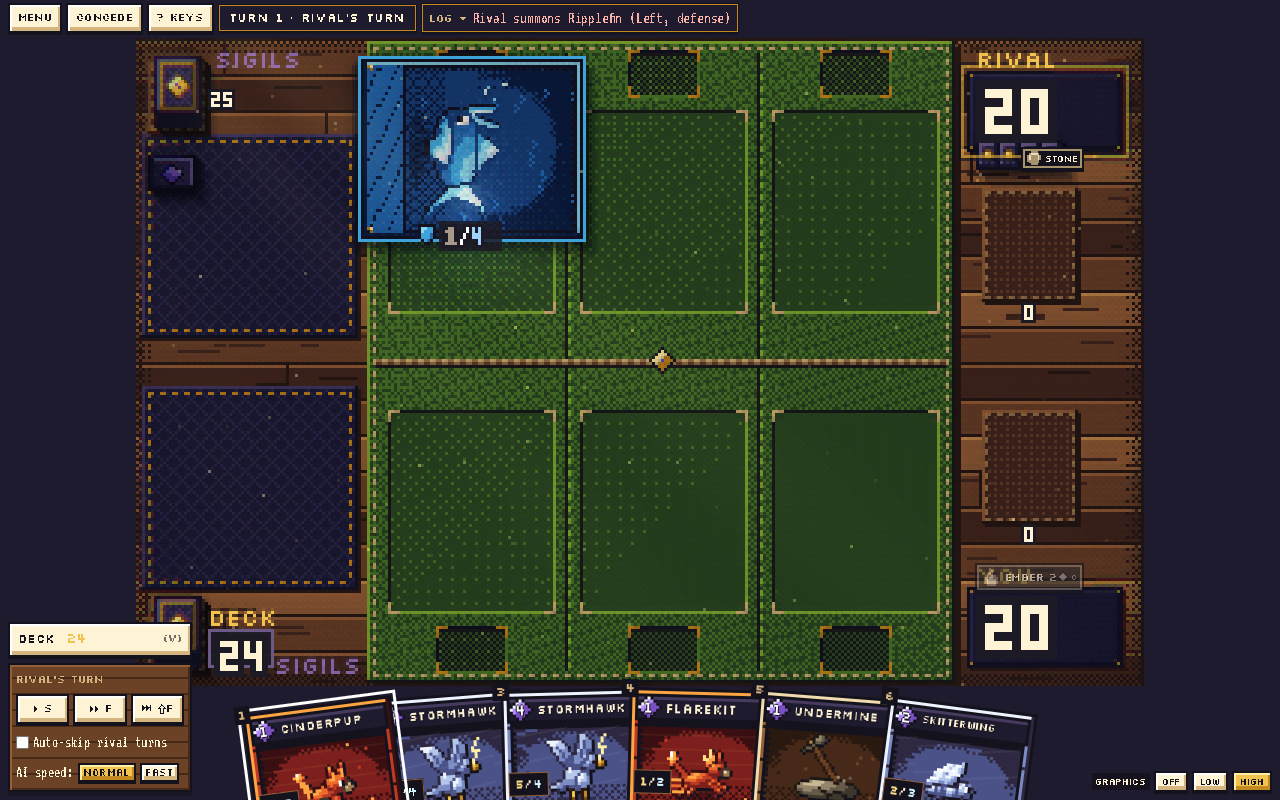 MENU
CONCEDE
? KEYS
TURN 1 · RIVAL'S TURN
LOG Rival summons Ripplefin (Left, defense)
SIGILS
25
RIVAL
20
STONE
1/4
0
0
EMBER 2
20
DECK
24
SIGILS
DECK 24 (V)
RIVAL'S TURN
S
F
F
Auto-skip rival turns
AI speed: NORMAL FAST
1
1 CINDERPUP
3
STORMHAWK
4
4 STORMHAWK
5/4
5
1 FLAREKIT
1/2
6
1 UNDERMINE
2 SKITTERWING
2/3
GRAPHICS OFF LOW HIGH